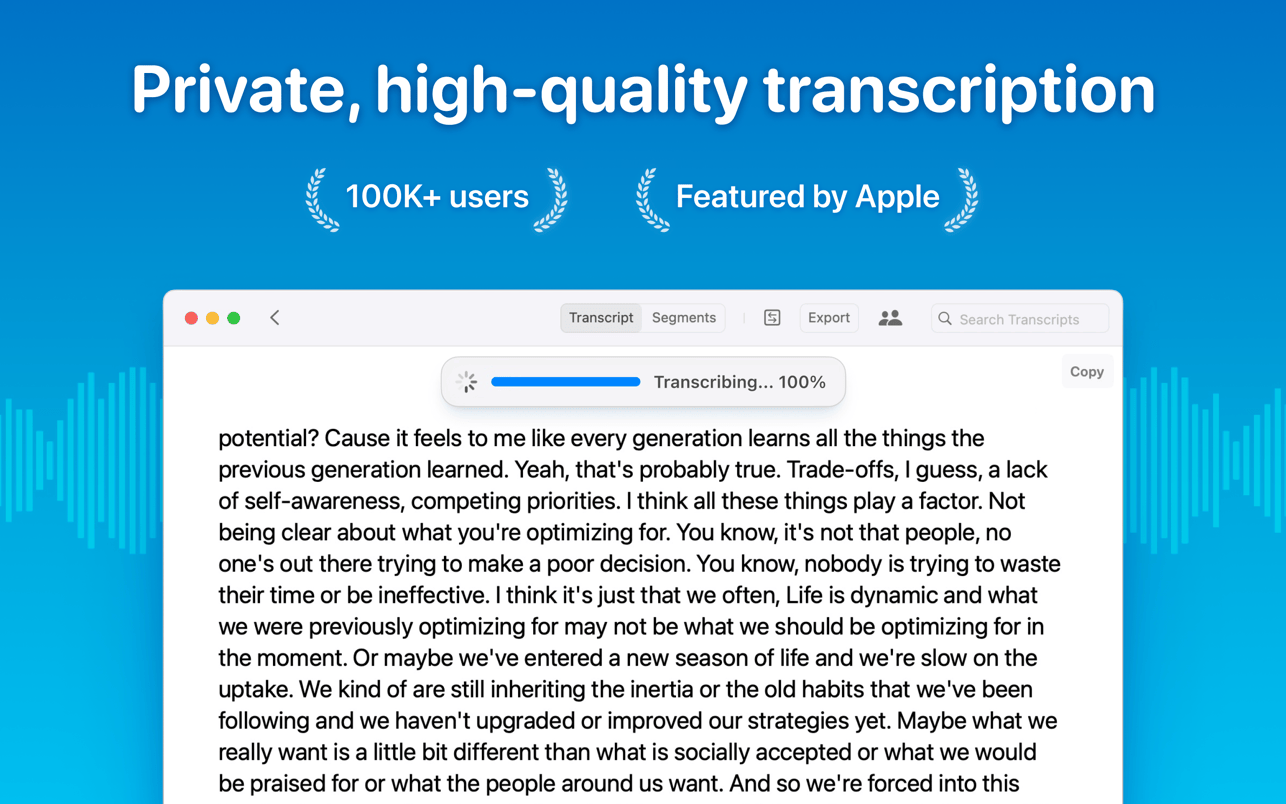 Private, high-quality transcription
100K+ users
Featured by Apple
Transcript
Segments
Export
Search Transcripts
Transcribing... 100%
Copy
potential? Cause it feels to me like every generation learns all the things the
previous generation learned. Yeah, that's probably true. Trade-offs, I guess, a lack
of self-awareness, competing priorities. I think all these things play a factor. Not
being clear about what you're optimizing for. You know, it's not that people, no
one's out there trying to make a poor decision. You know, nobody is trying to waste
their time or be ineffective. I think it's just that we often, Life is dynamic and what
we were previously optimizing for may not be what we should be optimizing for in
the moment. Or maybe we've entered a new season of life and we're slow on the
uptake. We kind of are still inheriting the inertia or the old habits that we've been
following and we haven't upgraded or improved our strategies yet. Maybe what we
really want is a little bit different than what is socially accepted or what we would
be praised for or what the people around us want. And so we're forced into this